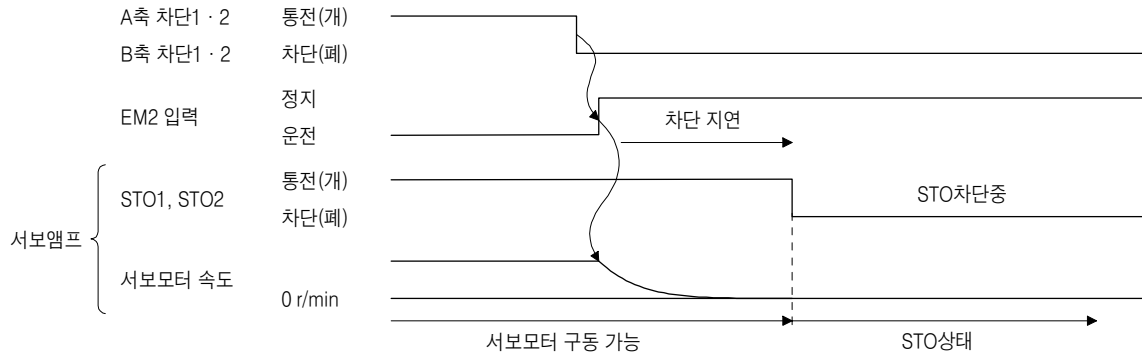 A축 차단1 · 2 통전(개)
B축 차단1 · 2 차단(폐)
EM2 입력 정지
운전
차단 지연
서보앰프
STO1, STO2 통전(개)
차단(폐)
STO차단중
서보모터 속도
0 r/min
서보모터 구동 가능 STO상태